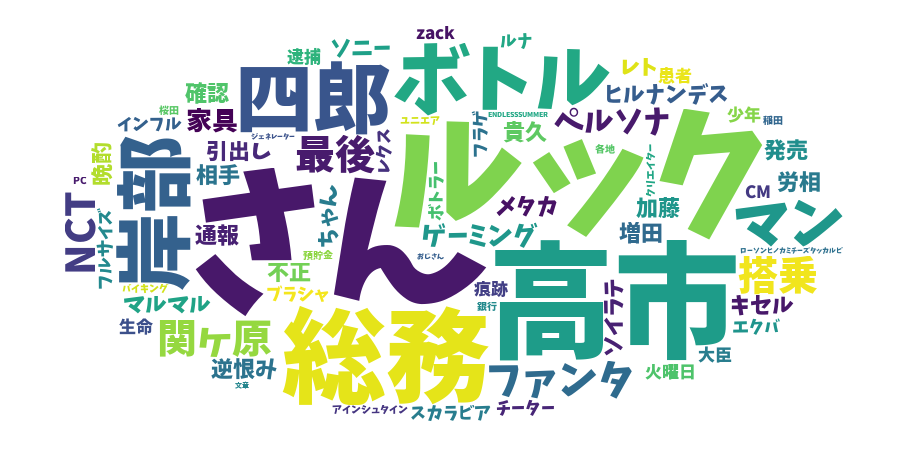 zack
ルナ
ソニー
逮捕
ボトル
四郎
レト
患者
確認
ヒルナンデス
桜田
ENDLESSSUMMER
少年
稲田
インフル
家具
ジェネレーター
ユニエア
フラゲ
貴久
ペルソナ
ルック
岸部
晩酌
引出し
最後
レクス
各地
発売
クリエイター
PC
相手
さん
ボトラー
CM
労相
メタカ
加藤
マン
NCT
フルサイズ
通報
ちゃん
ゲーミング
増田
預貯金
おじさん
高市
ローソンヒノカミチーズタッカルビ
不正
搭乗
バイキング
ブラシャ
痕跡
ソイラテ
マルマル
銀行
キセル
生命
関ケ原
総務
エクバ
大臣
逆恨み
ファンタ
火曜日
文章
アインシュタイン
スカラビア
チーター